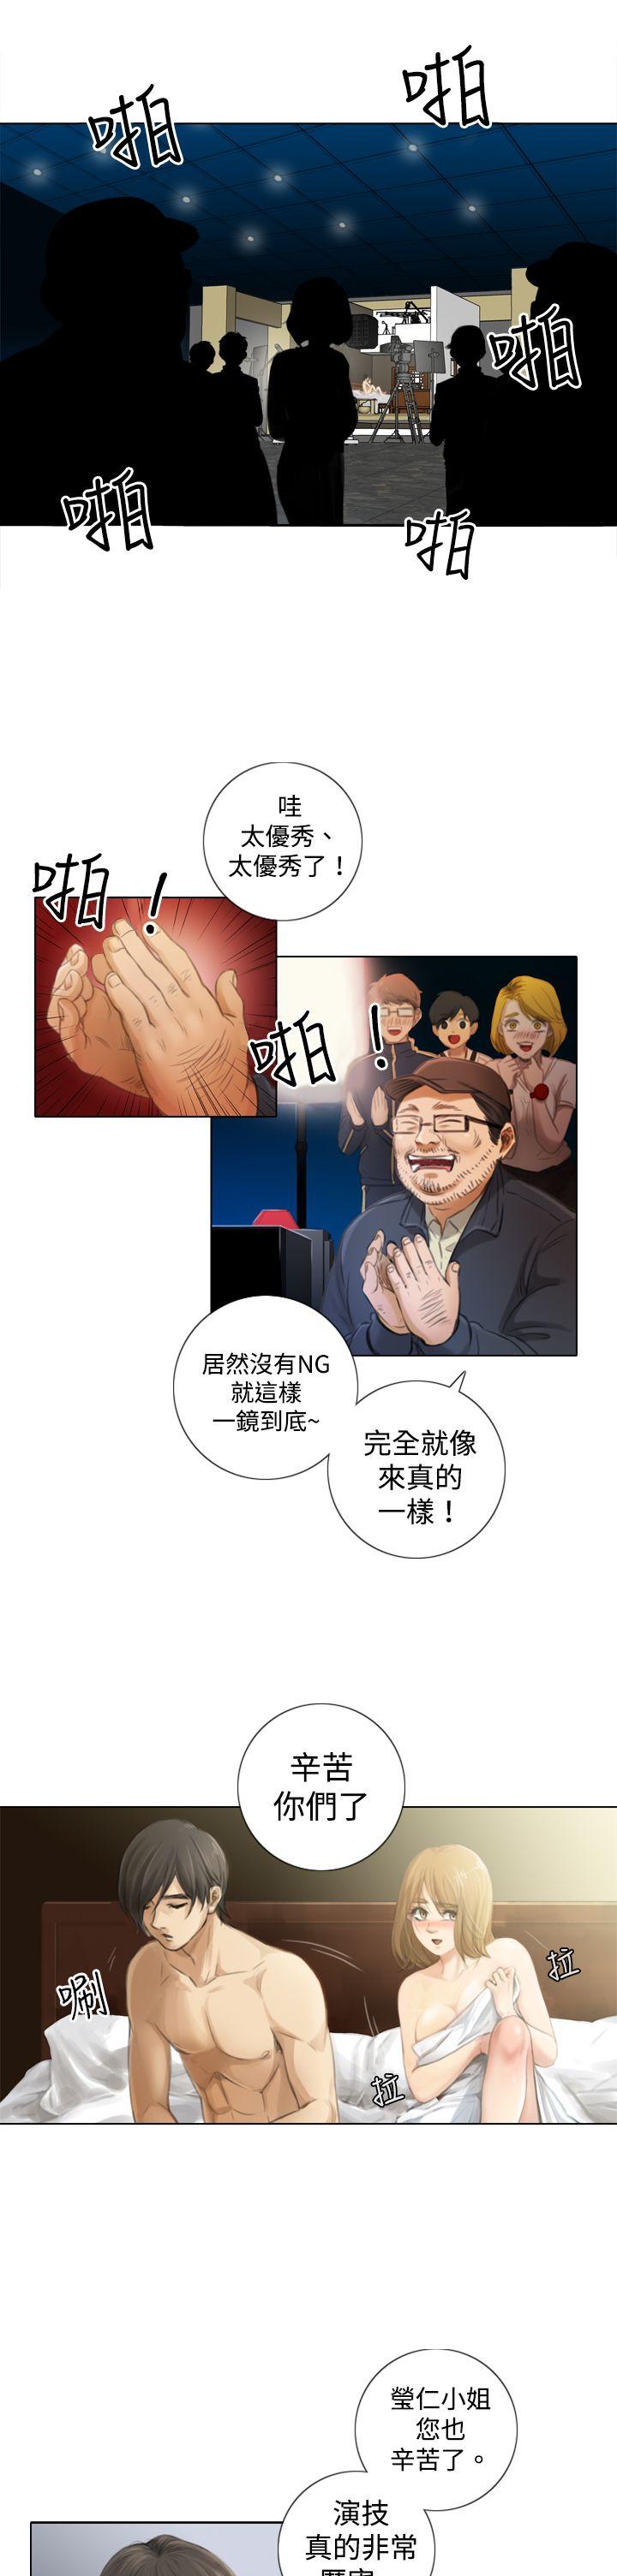 啪
啪
啪
啪
啪
哇
太優秀、
太優秀了！
啪！
啪！
居然沒有NG
就這樣
一鏡到底~
完全就像
來真的
一樣！
辛苦
你們了
唰
拉
拉
瑩仁小姐
您也
辛苦了。
演技
真的非常